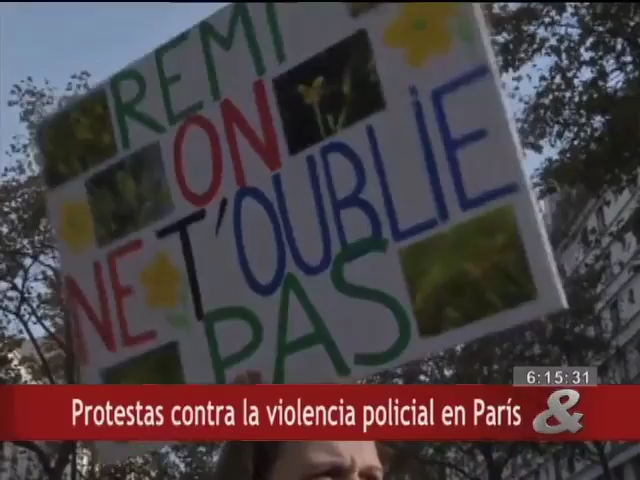 REMI
ON
NE T'OUBLIE
PAS
6:15:31
Protestas contra la violencia policial en París &